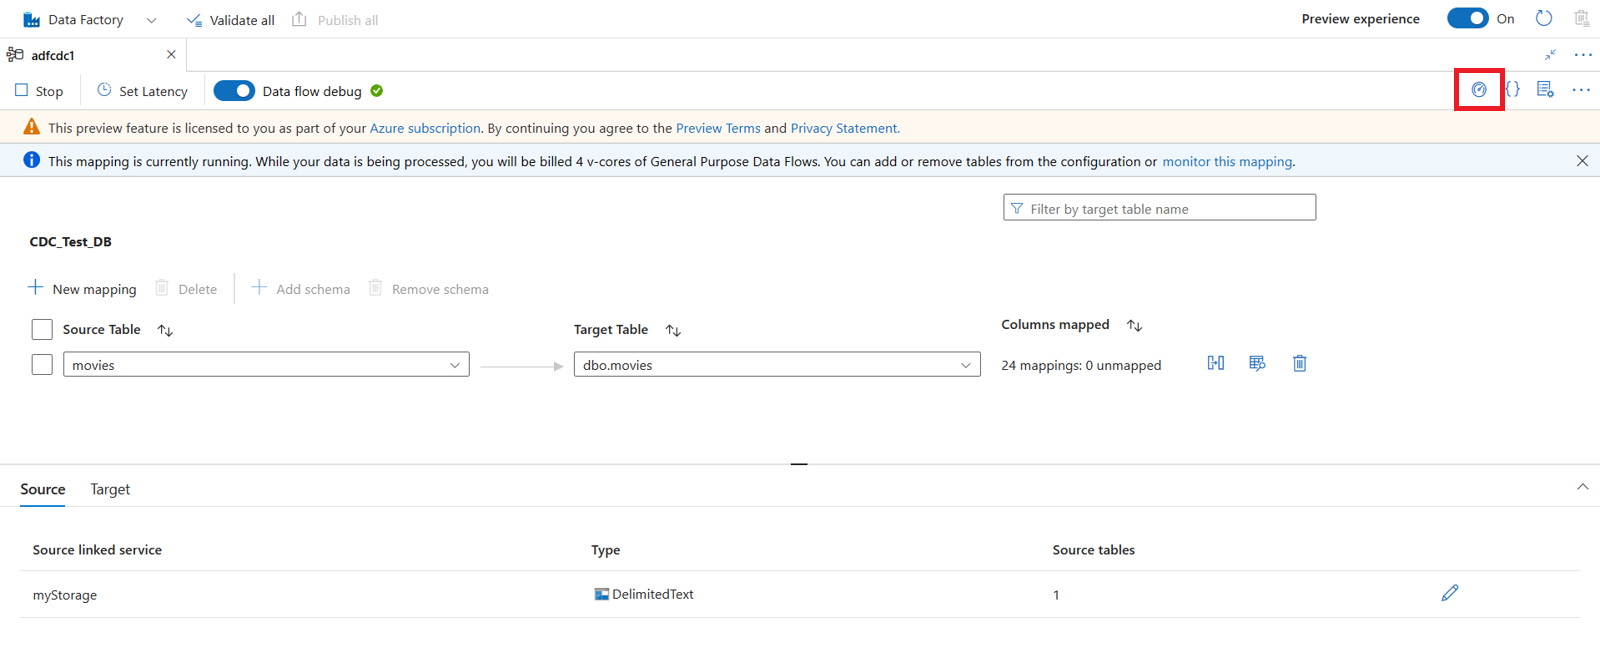 Data Factory Validate all Publish all Preview experience On
adfcdc1
Stop Set Latency Data flow debug {}
This preview feature is licensed to you as part of your Azure subscription. By continuing you agree to the Preview Terms and Privacy Statement.
This mapping is currently running. While your data is being processed, you will be billed 4 v-cores of General Purpose Data Flows. You can add or remove tables from the configuration or monitor this mapping.
Filter by target table name
CDC_Test_DB
New mapping Delete Add schema Remove schema
Source Table Target Table Columns mapped
movies dbo.movies 24 mappings: 0 unmapped
Source Target
Source linked service Type Source tables
myStorage DelimitedText 1